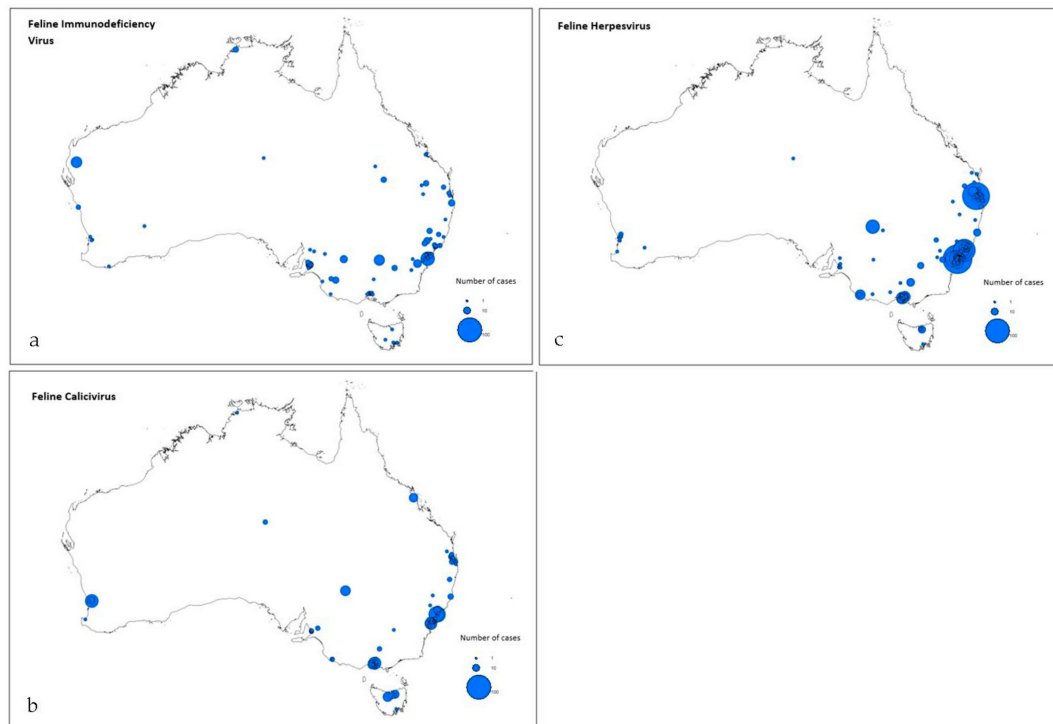 Feline Immunodeficiency
Virus
Number of cases
1
10
100
a
Feline Herpesvirus
Number of cases
1
10
100
c
Feline Calicivirus
Number of cases
1
10
100
b